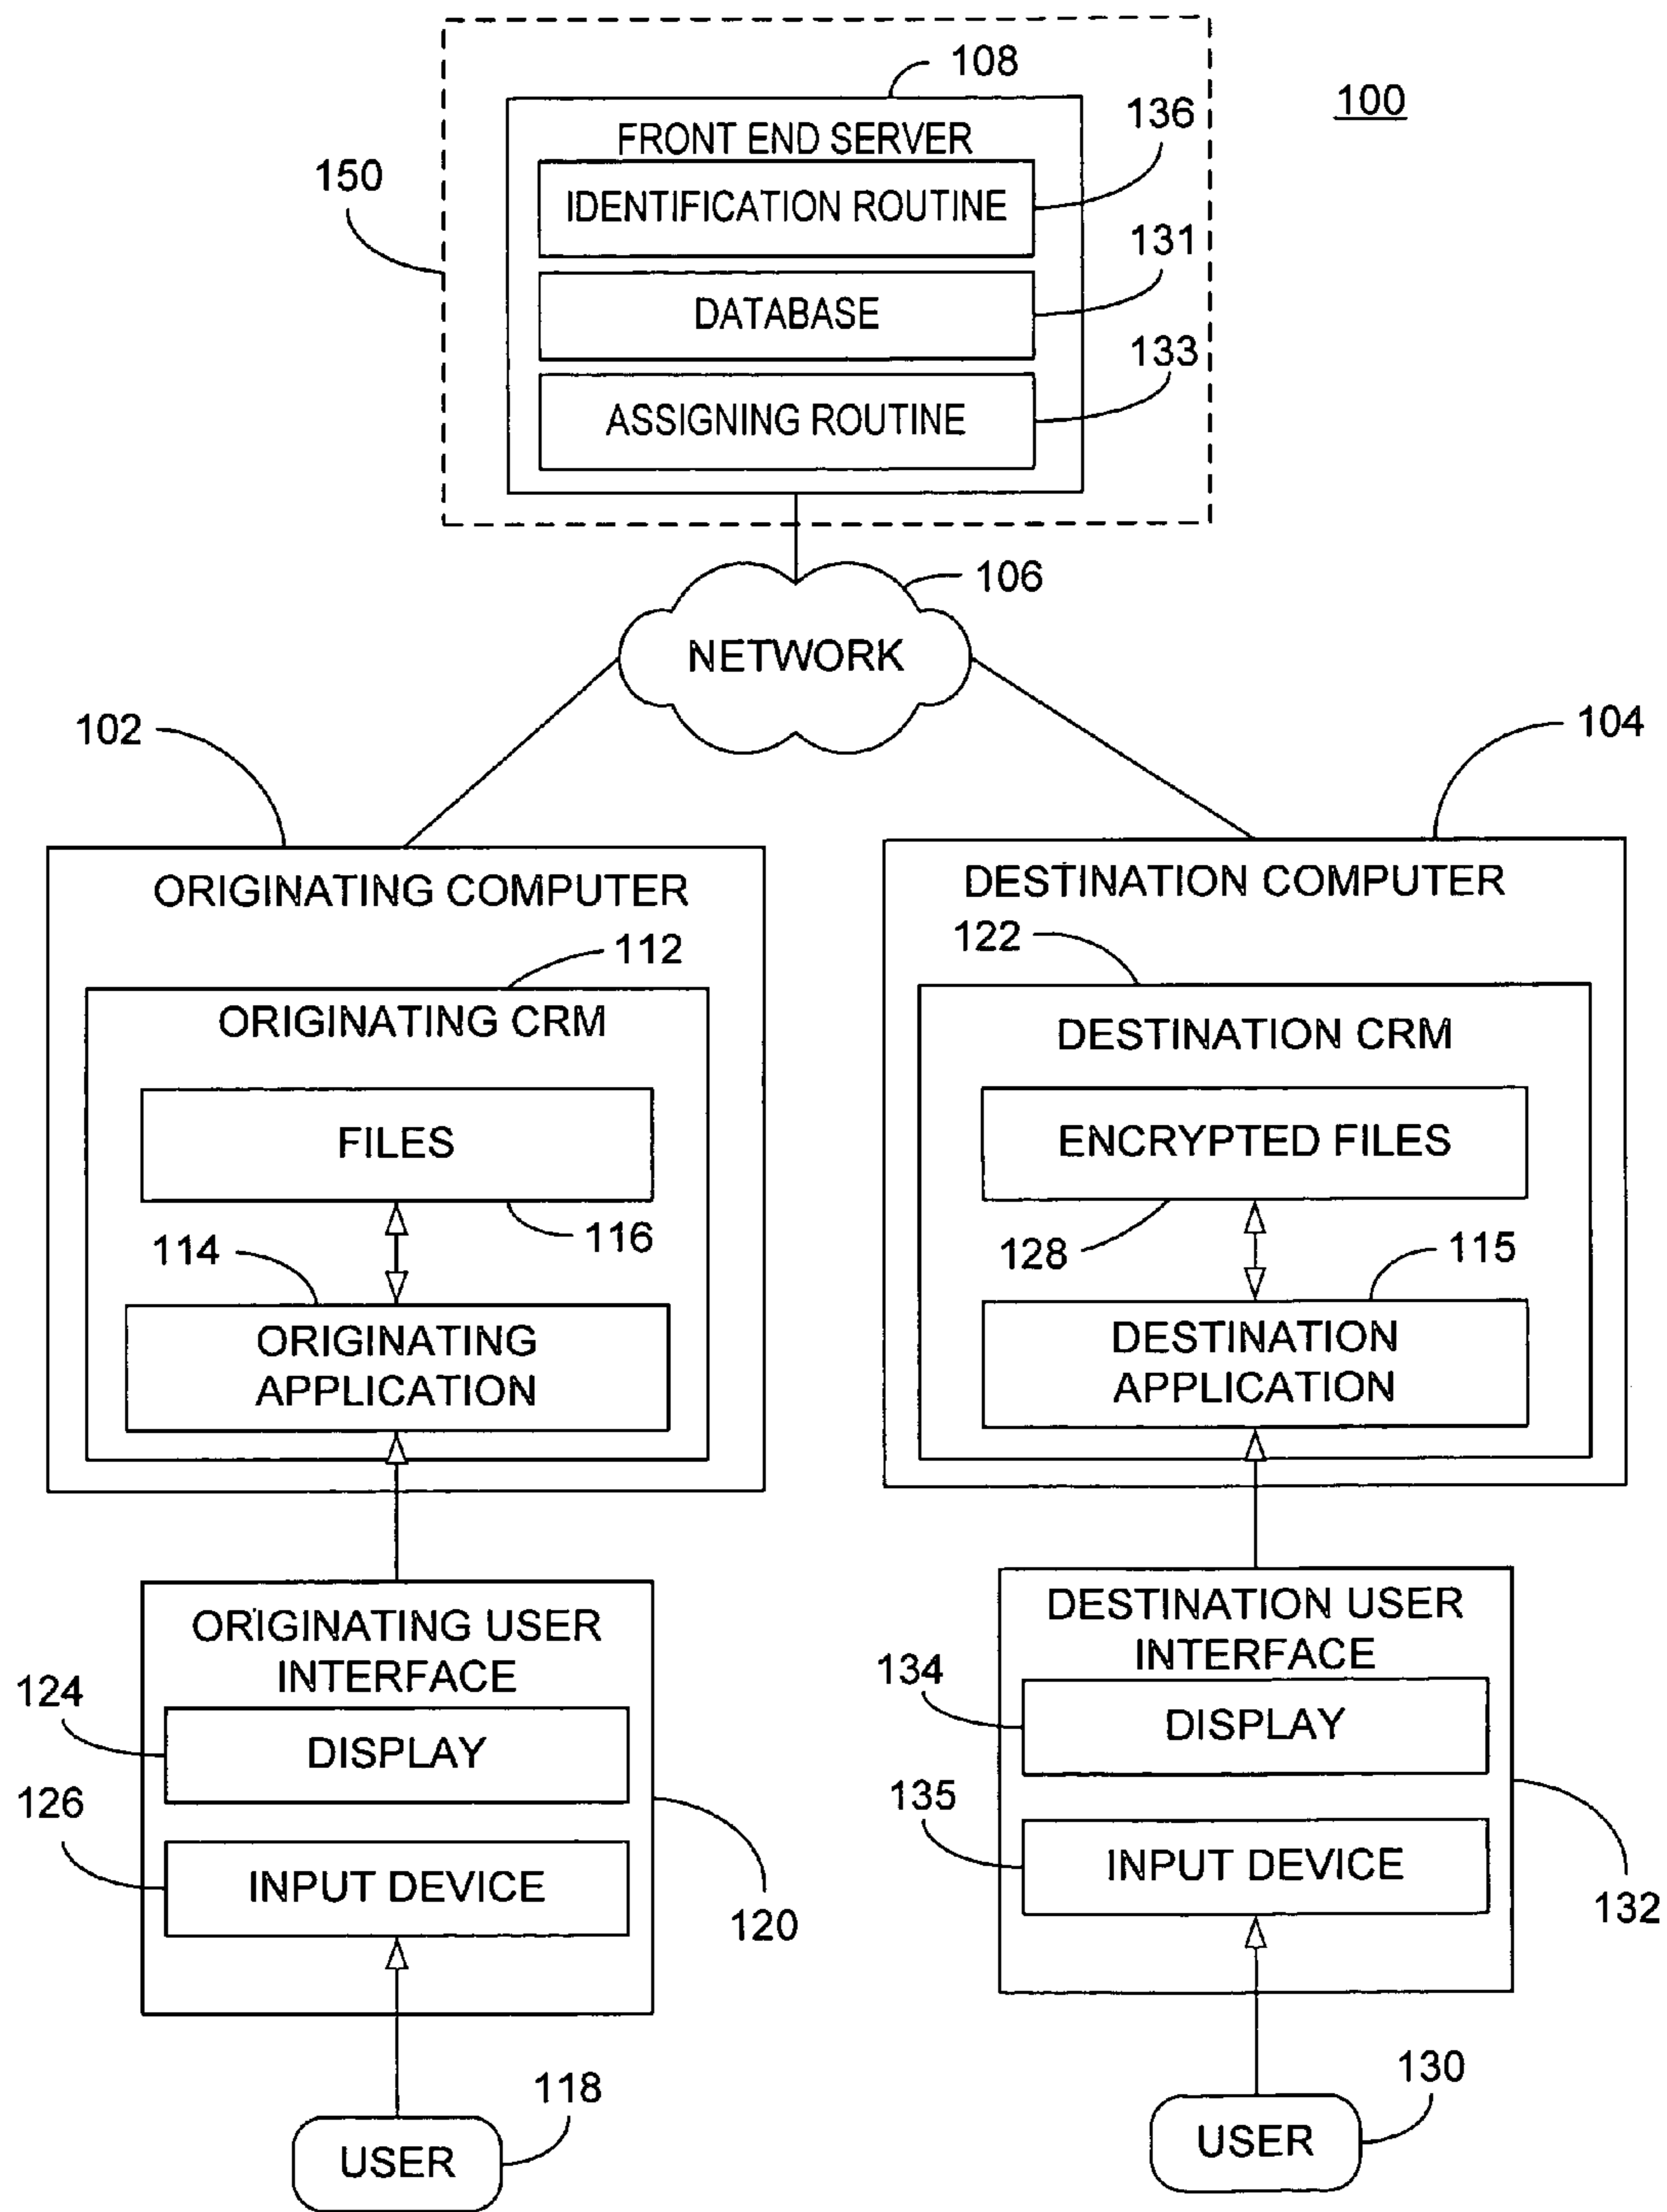 108
100
FRONT END SERVER
136
IDENTIFICATION ROUTINE
150
131
DATABASE
133
ASSIGNING ROUTINE
106
NETWORK
102
104
ORIGINATING COMPUTER
112
ORIGINATING CRM
FILES
116
114
ORIGINATING
APPLICATION
DESTINATION COMPUTER
122
DESTINATION CRM
ENCRYPTED FILES
128
115
DESTINATION
APPLICATION
ORIGINATING USER
INTERFACE
124
DISPLAY
126
INPUT DEVICE
120
118
USER
DESTINATION USER
INTERFACE
134
DISPLAY
135
INPUT DEVICE
132
130
USER